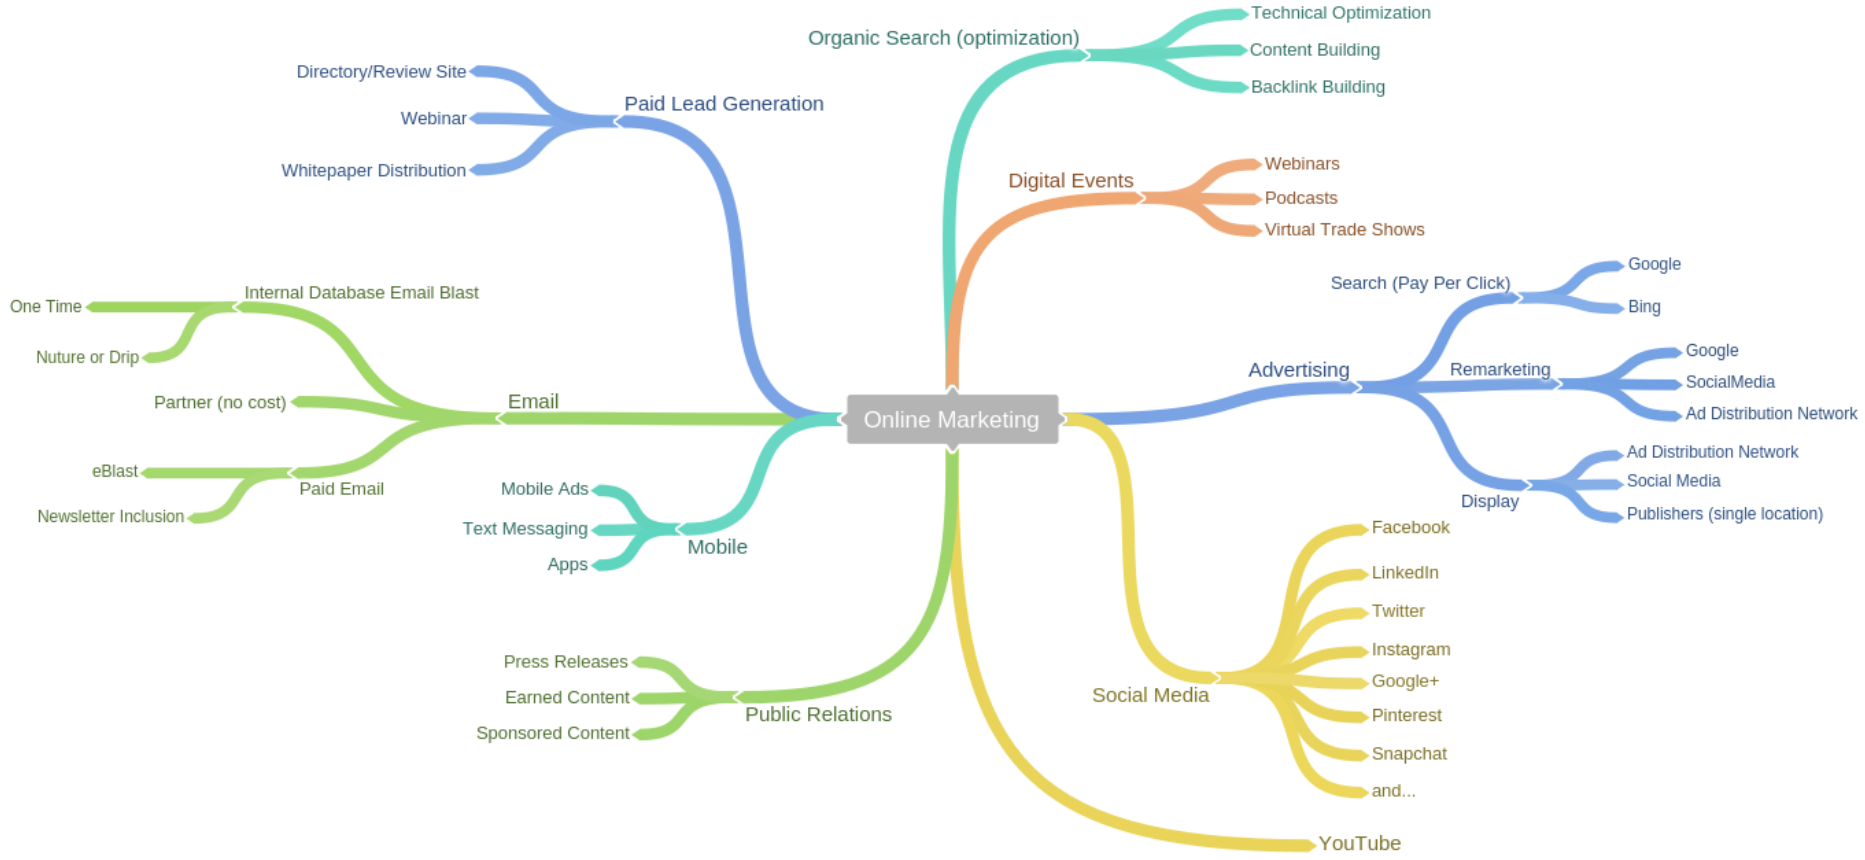 Online Marketing
Organic Search (optimization)
Technical Optimization
Content Building
Backlink Building
Digital Events
Webinars
Podcasts
Virtual Trade Shows
Advertising
Search (Pay Per Click)
Google
Bing
Remarketing
Google
SocialMedia
Ad Distribution Network
Display
Ad Distribution Network
Social Media
Publishers (single location)
Social Media
Facebook
LinkedIn
Twitter
Instagram
Google+
Pinterest
Snapchat
and...
YouTube
Paid Lead Generation
Directory/Review Site
Webinar
Whitepaper Distribution
Email
Internal Database Email Blast
One Time
Nuture or Drip
Partner (no cost)
Paid Email
eBlast
Newsletter Inclusion
Mobile
Mobile Ads
Text Messaging
Apps
Public Relations
Press Releases
Earned Content
Sponsored Content